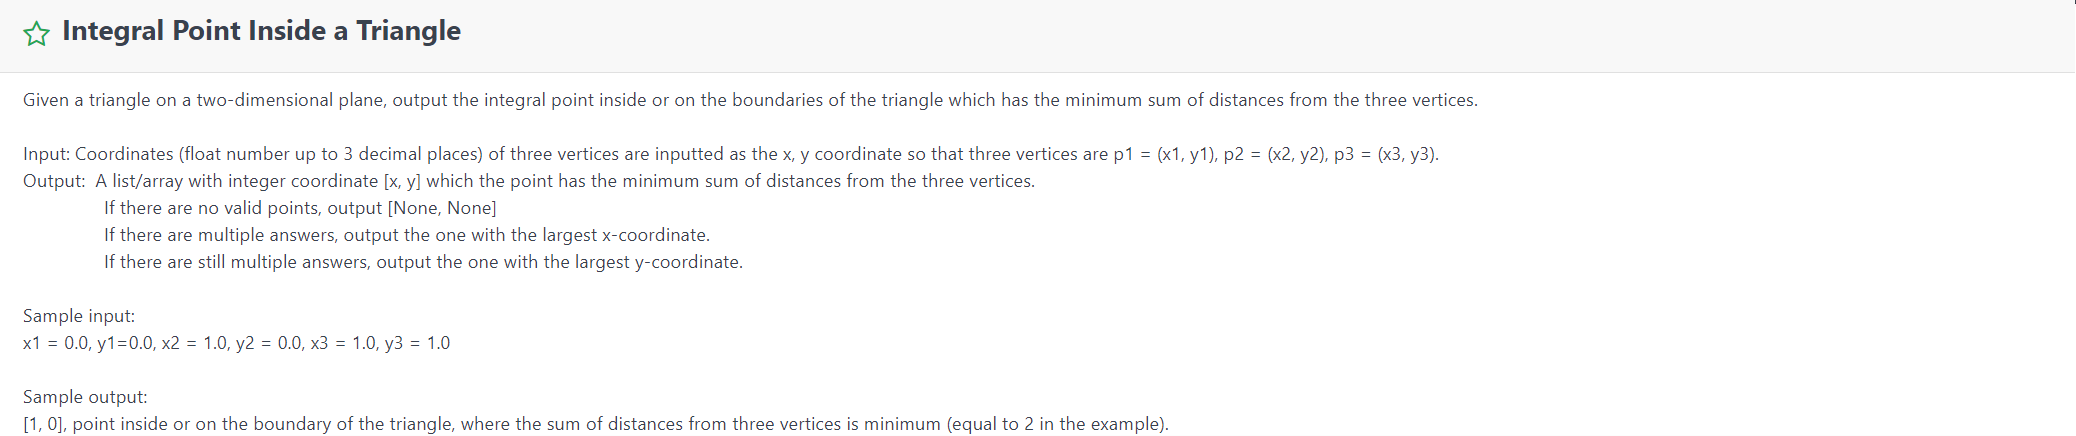 Integral Point Inside a Triangle
Given a triangle on a two-dimensional plane, output the integral point inside or on the boundaries of the triangle which has the minimum sum of distances from the three vertices.
Input: Coordinates (float number up to 3 decimal places) of three vertices are inputted as the x, y coordinate so that three vertices are p1 = (x1, y1), p2 = (x2, y2), p3 = (x3, y3).
Output:  A list/array with integer coordinate [x, y] which the point has the minimum sum of distances from the three vertices.
If there are no valid points, output [None, None]
If there are multiple answers, output the one with the largest x-coordinate.
If there are still multiple answers, output the one with the largest y-coordinate.
Sample input:
x1 = 0.0, y1=0.0, x2 = 1.0, y2 = 0.0, x3 = 1.0, y3 = 1.0
Sample output:
[1, 0], point inside or on the boundary of the triangle, where the sum of distances from three vertices is minimum (equal to 2 in the example).